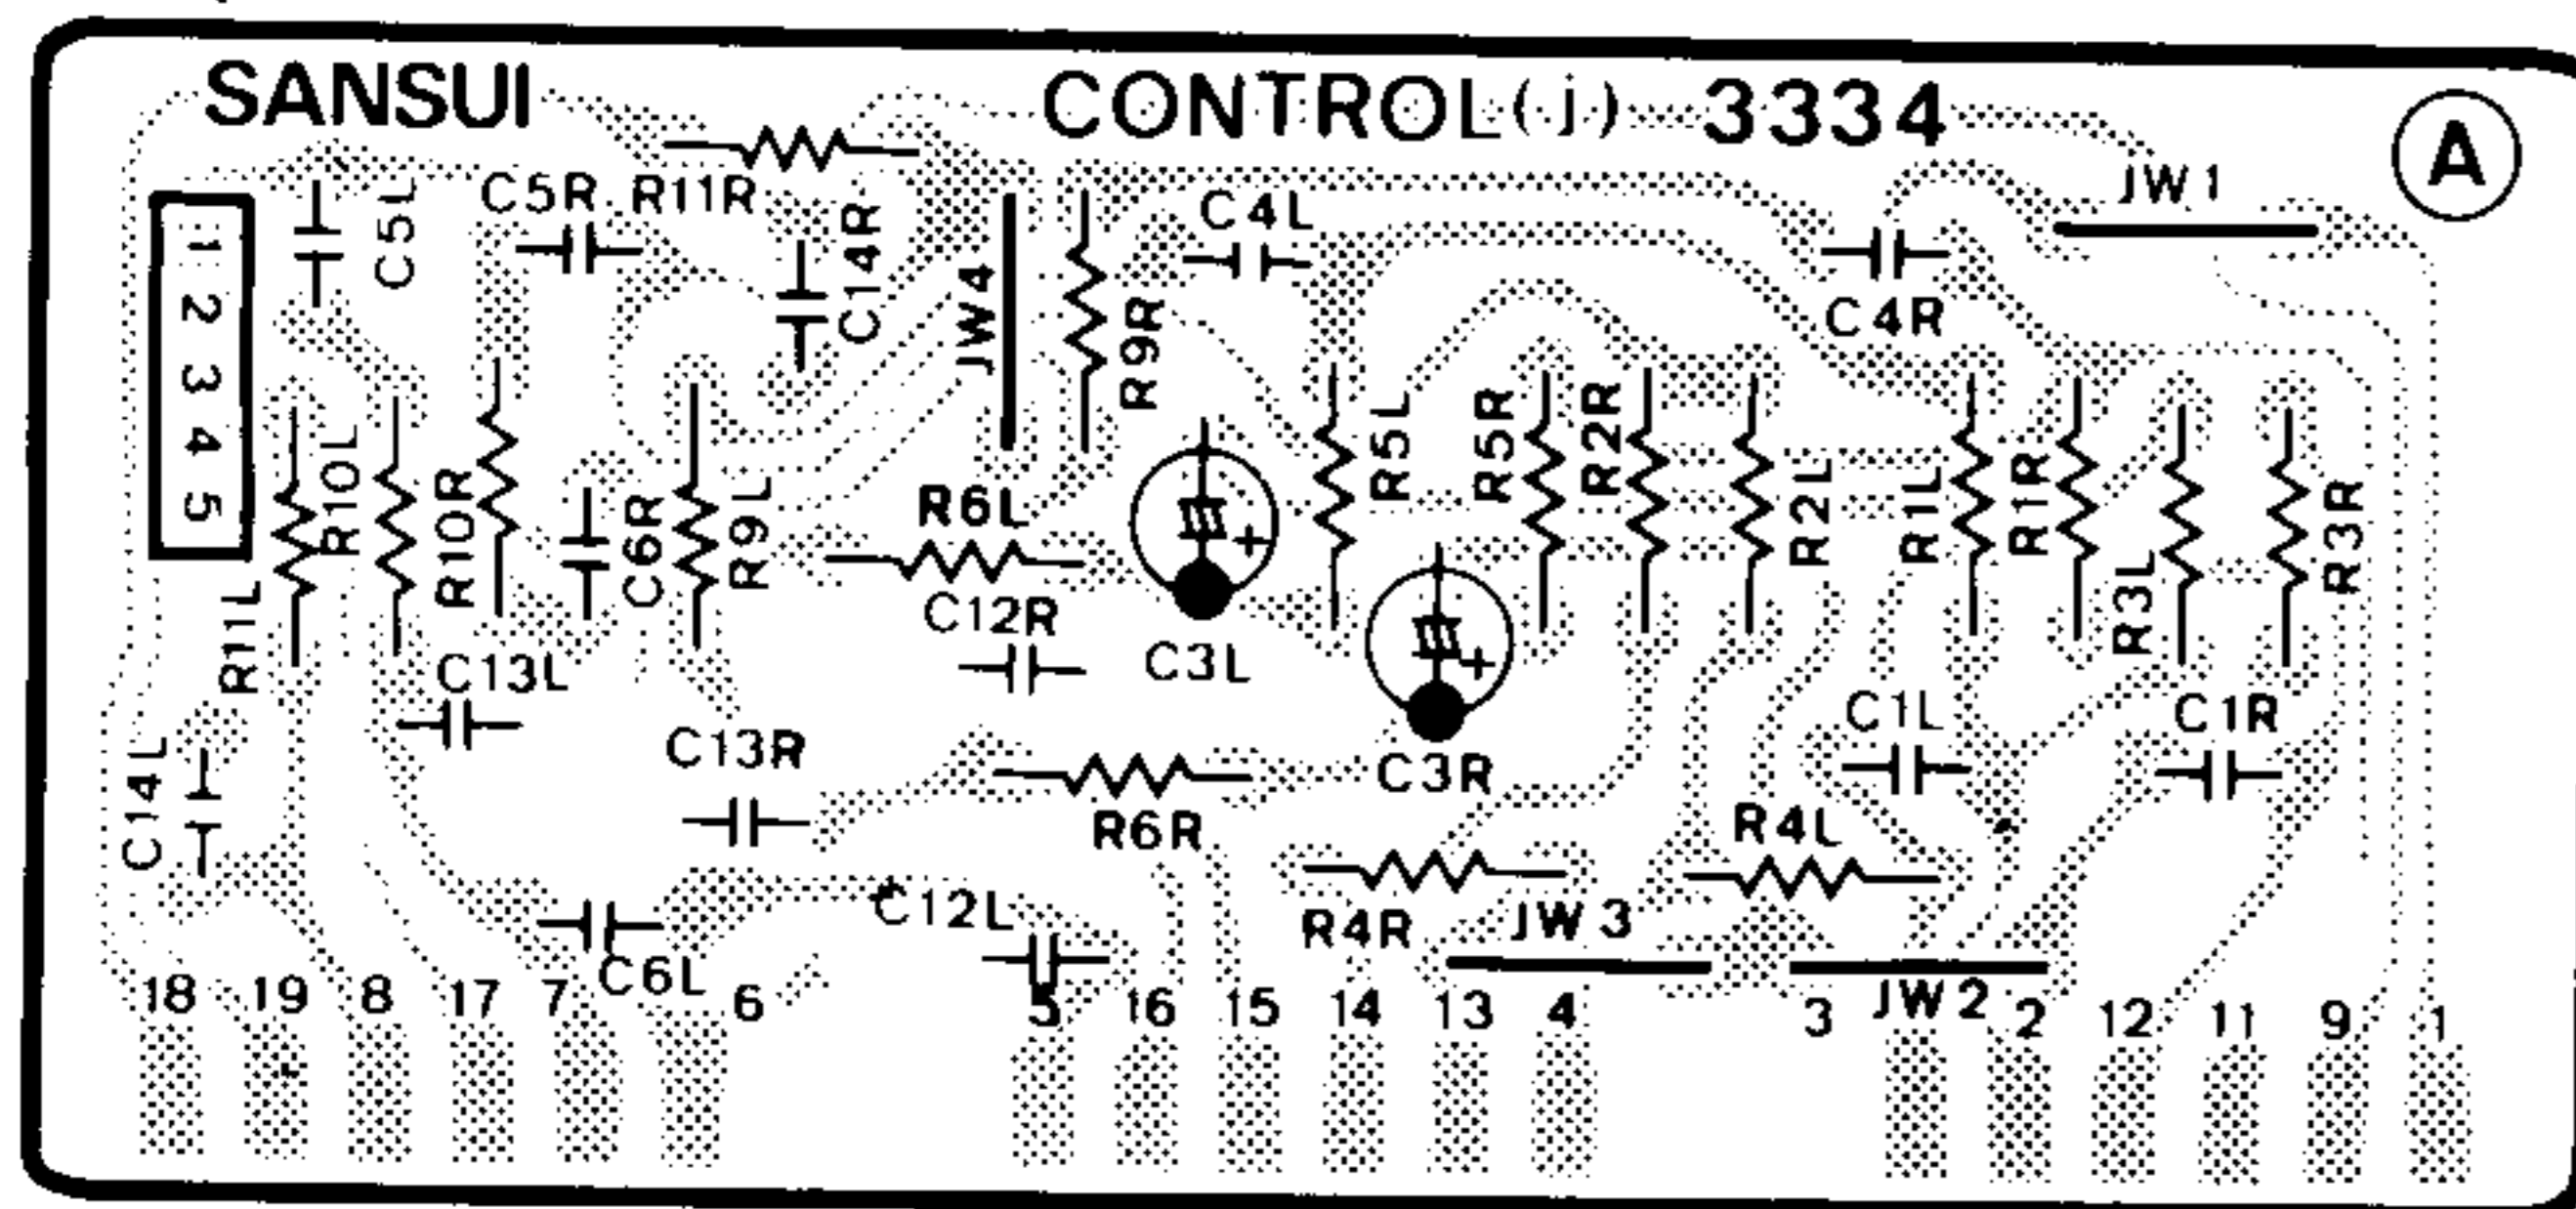 SANSUI CONTROL(j) 3334 A
JW1
C5L C5R R11R C14R C4L
1 2 3 4 5
JW4 R9R C4R
R5L R5R R2R
R10L R10R C6R R9L R6L R2L R1L R1R R3R
R11L C12R R3L
C13L C3L
C14L C13R C3R C1L C1R
R6R R4L
C12L R4R JW3
C6L
18 19 8 17 7 6 5 16 15 14 13 4 3 JW2 2 12 11 9 1
+
+